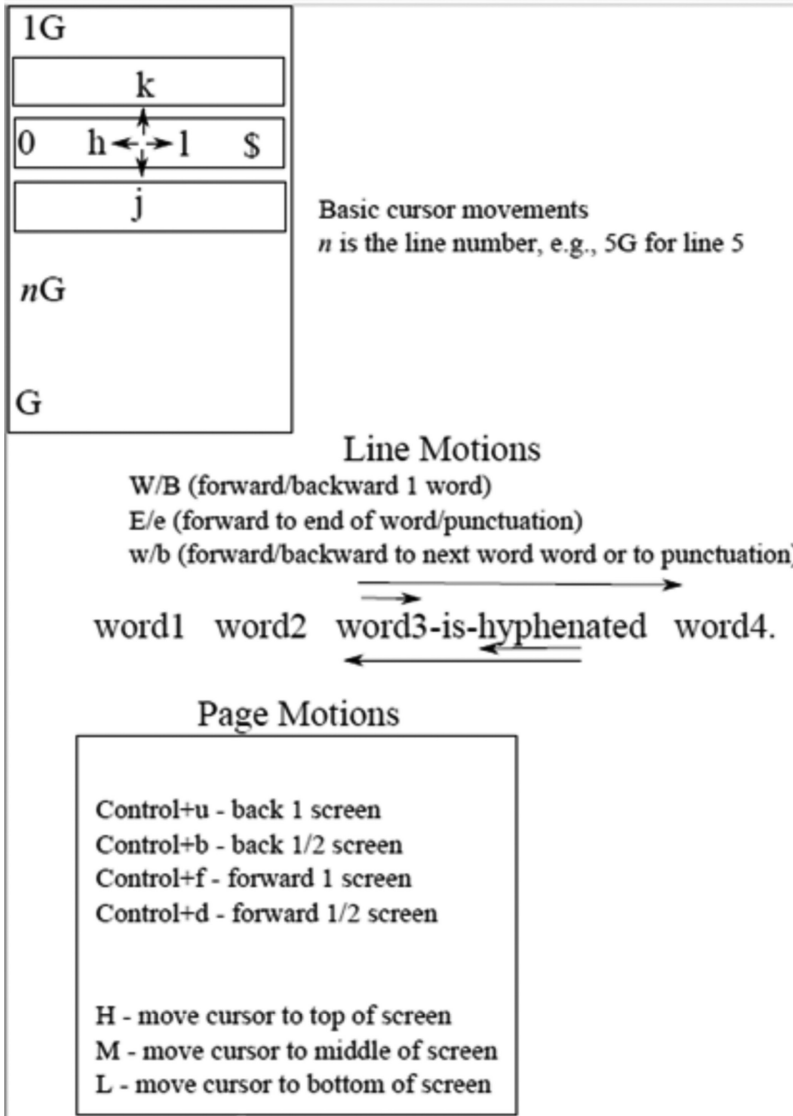 1G
k
0 h l $
j
Basic cursor movements
n is the line number, e.g., 5G for line 5
nG
G
Line Motions
W/B (forward/backward 1 word)
E/e (forward to end of word/punctuation)
w/b (forward/backward to next word word or to punctuation)
word1 word2 word3-is-hyphenated word4.
Page Motions
Control+u - back 1 screen
Control+b - back 1/2 screen
Control+f - forward 1 screen
Control+d - forward 1/2 screen
H - move cursor to top of screen
M - move cursor to middle of screen
L - move cursor to bottom of screen